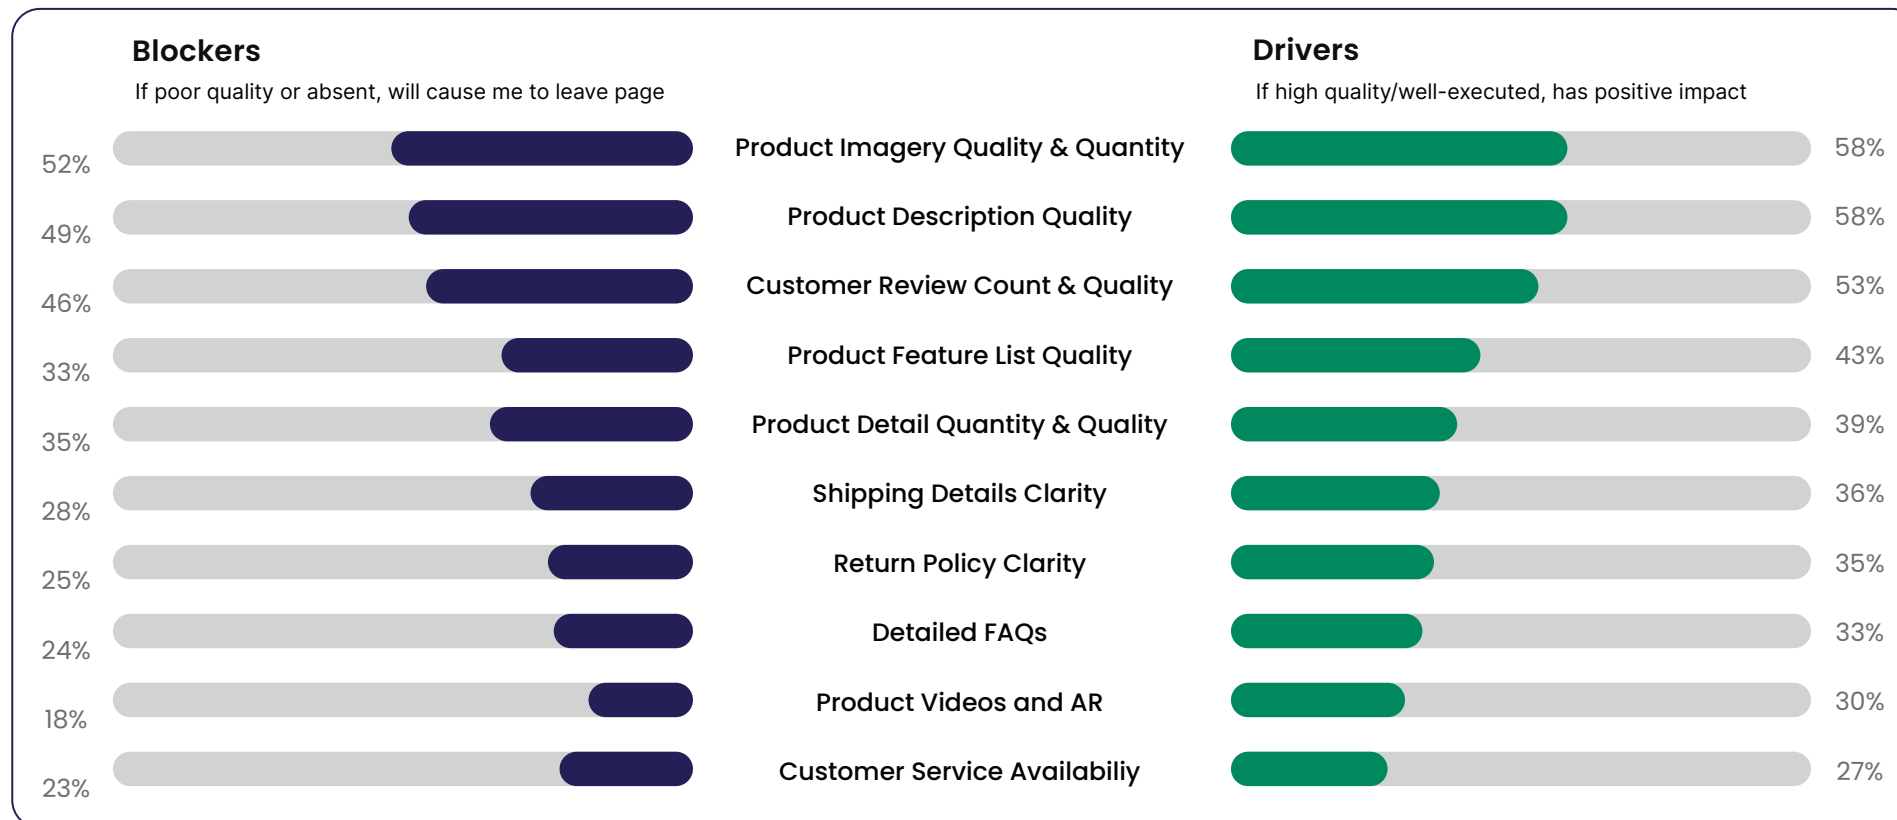 Blockers
If poor quality or absent, will cause me to leave page
Drivers
If high quality/well-executed, has positive impact
52% Product Imagery Quality & Quantity 58%
49% Product Description Quality 58%
46% Customer Review Count & Quality 53%
33% Product Feature List Quality 43%
35% Product Detail Quantity & Quality 39%
28% Shipping Details Clarity 36%
25% Return Policy Clarity 35%
24% Detailed FAQs 33%
18% Product Videos and AR 30%
23% Customer Service Availabiliy 27%